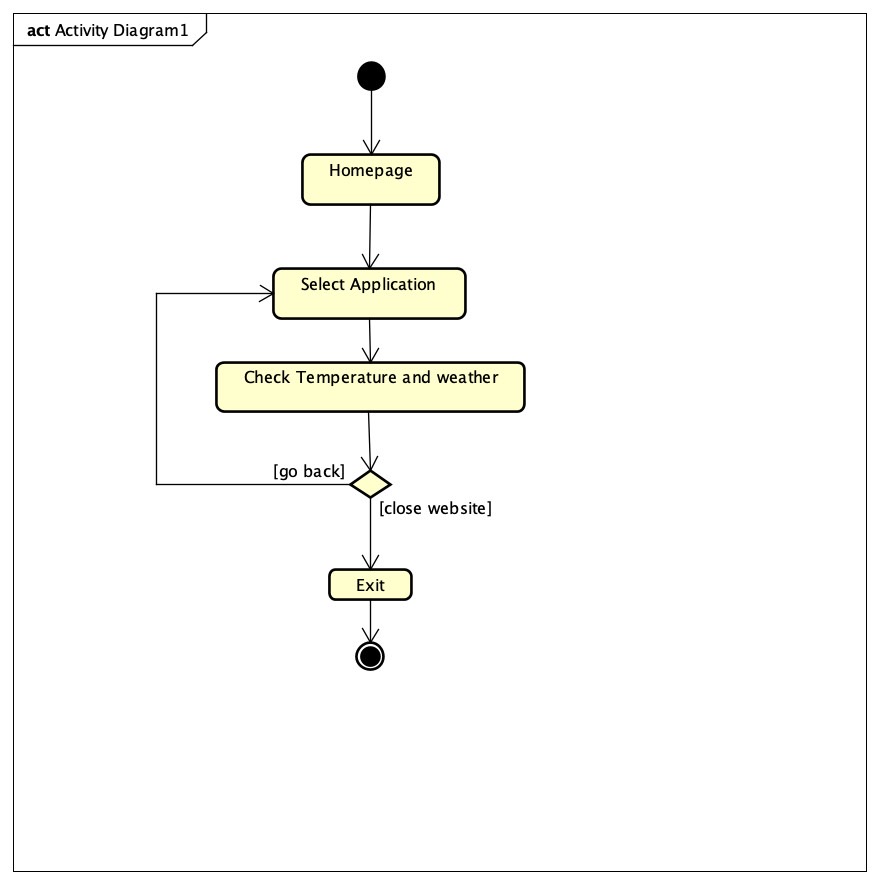 act Activity Diagram1
Homepage
Select Application
Check Temperature and weather
[go back]
[close website]
Exit